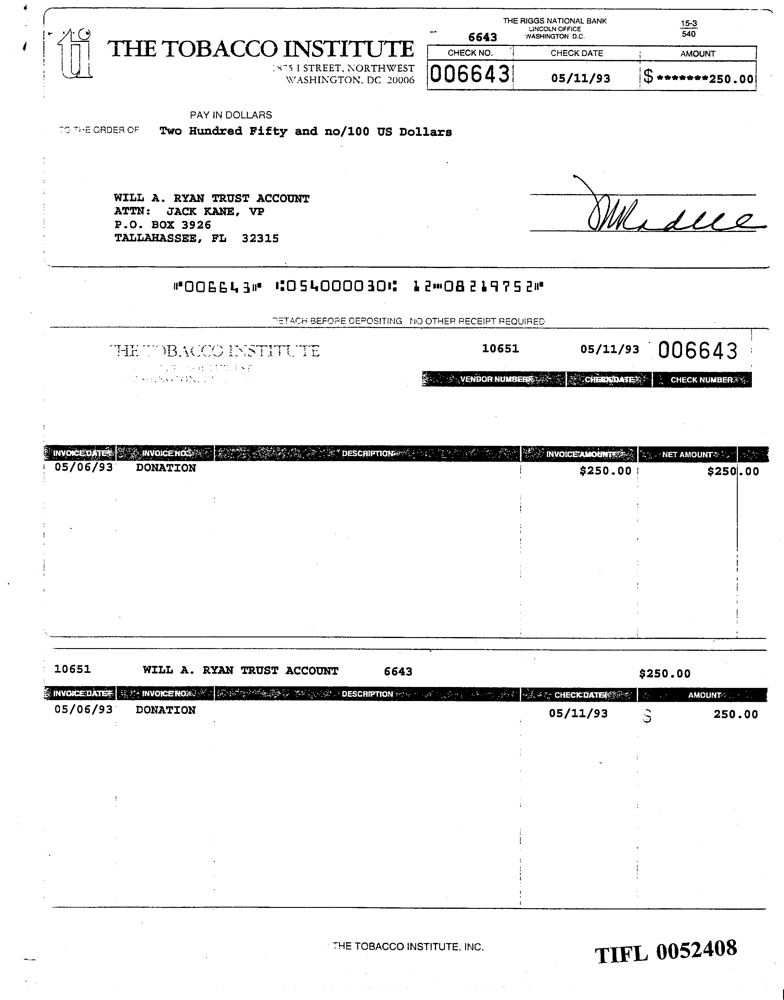 THE RIGGS NATIONAL BANK
LINCOLN OFFICE
WASHINGTON D.C.
15-3
540
6643
ti
THE TOBACCO INSTITUTE
1875 I STREET, NORTHWEST
WASHINGTON, DC 20006
CHECK NO. CHECK DATE AMOUNT
006643 05/11/93 $*******250.00
PAY IN DOLLARS
TO THE ORDER OF Two Hundred Fifty and no/100 US Dollars
WILL A. RYAN TRUST ACCOUNT
ATTN: JACK KANE, VP
P.O. BOX 3926
TALLAHASSEE, FL 32315
⑈006643⑈ ⑆054000030⑆ 12⑉08219752⑈
DETACH BEFORE DEPOSITING NO OTHER RECEIPT REQUIRED
THE TOBACCO INSTITUTE 10651 05/11/93 006643
VENDOR NUMBER CHECK DATE CHECK NUMBER
INVOICE DATE INVOICE NO. DESCRIPTION INVOICE AMOUNT NET AMOUNT
05/06/93 DONATION $250.00 $250.00
10651 WILL A. RYAN TRUST ACCOUNT 6643 $250.00
INVOICE DATE INVOICE NO. DESCRIPTION CHECK DATE AMOUNT
05/06/93 DONATION 05/11/93 $ 250.00
THE TOBACCO INSTITUTE, INC.
TIFL 0052408